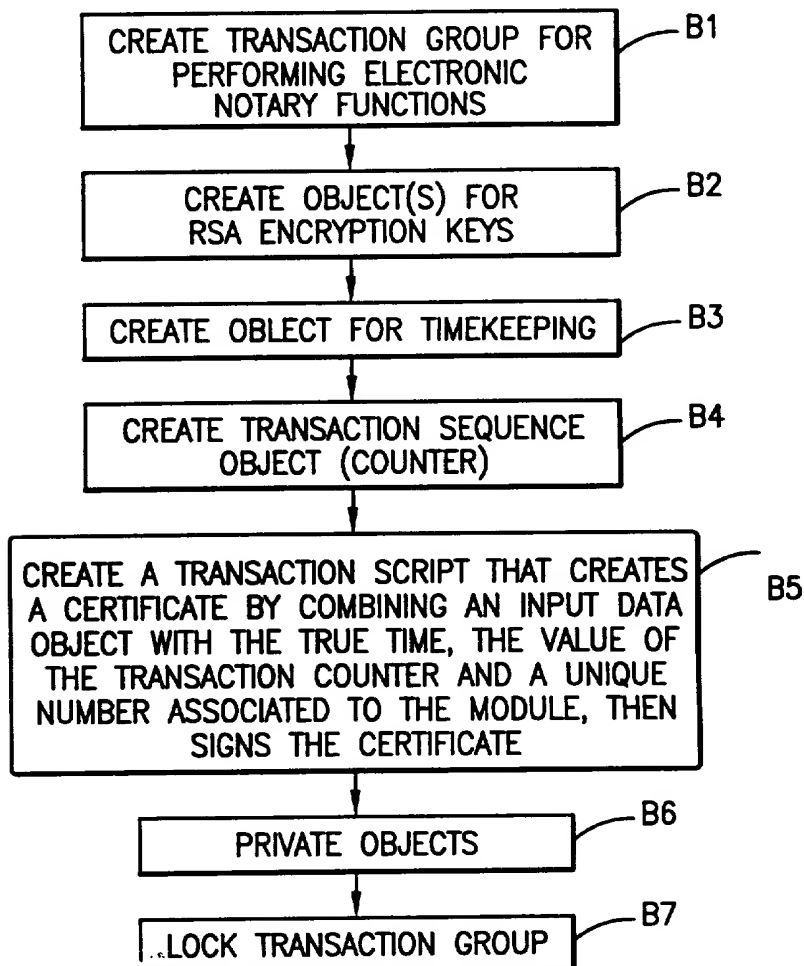 CREATE TRANSACTION GROUP FOR
PERFORMING ELECTRONIC
NOTARY FUNCTIONS
B1
CREATE OBJECT(S) FOR
RSA ENCRYPTION KEYS
B2
CREATE OBLECT FOR TIMEKEEPING
B3
CREATE TRANSACTION SEQUENCE
OBJECT (COUNTER)
B4
CREATE A TRANSACTION SCRIPT THAT CREATES
A CERTIFICATE BY COMBINING AN INPUT DATA
OBJECT WITH THE TRUE TIME, THE VALUE OF
THE TRANSACTION COUNTER AND A UNIQUE
NUMBER ASSOCIATED TO THE MODULE, THEN
SIGNS THE CERTIFICATE
B5
PRIVATE OBJECTS
B6
LOCK TRANSACTION GROUP
B7